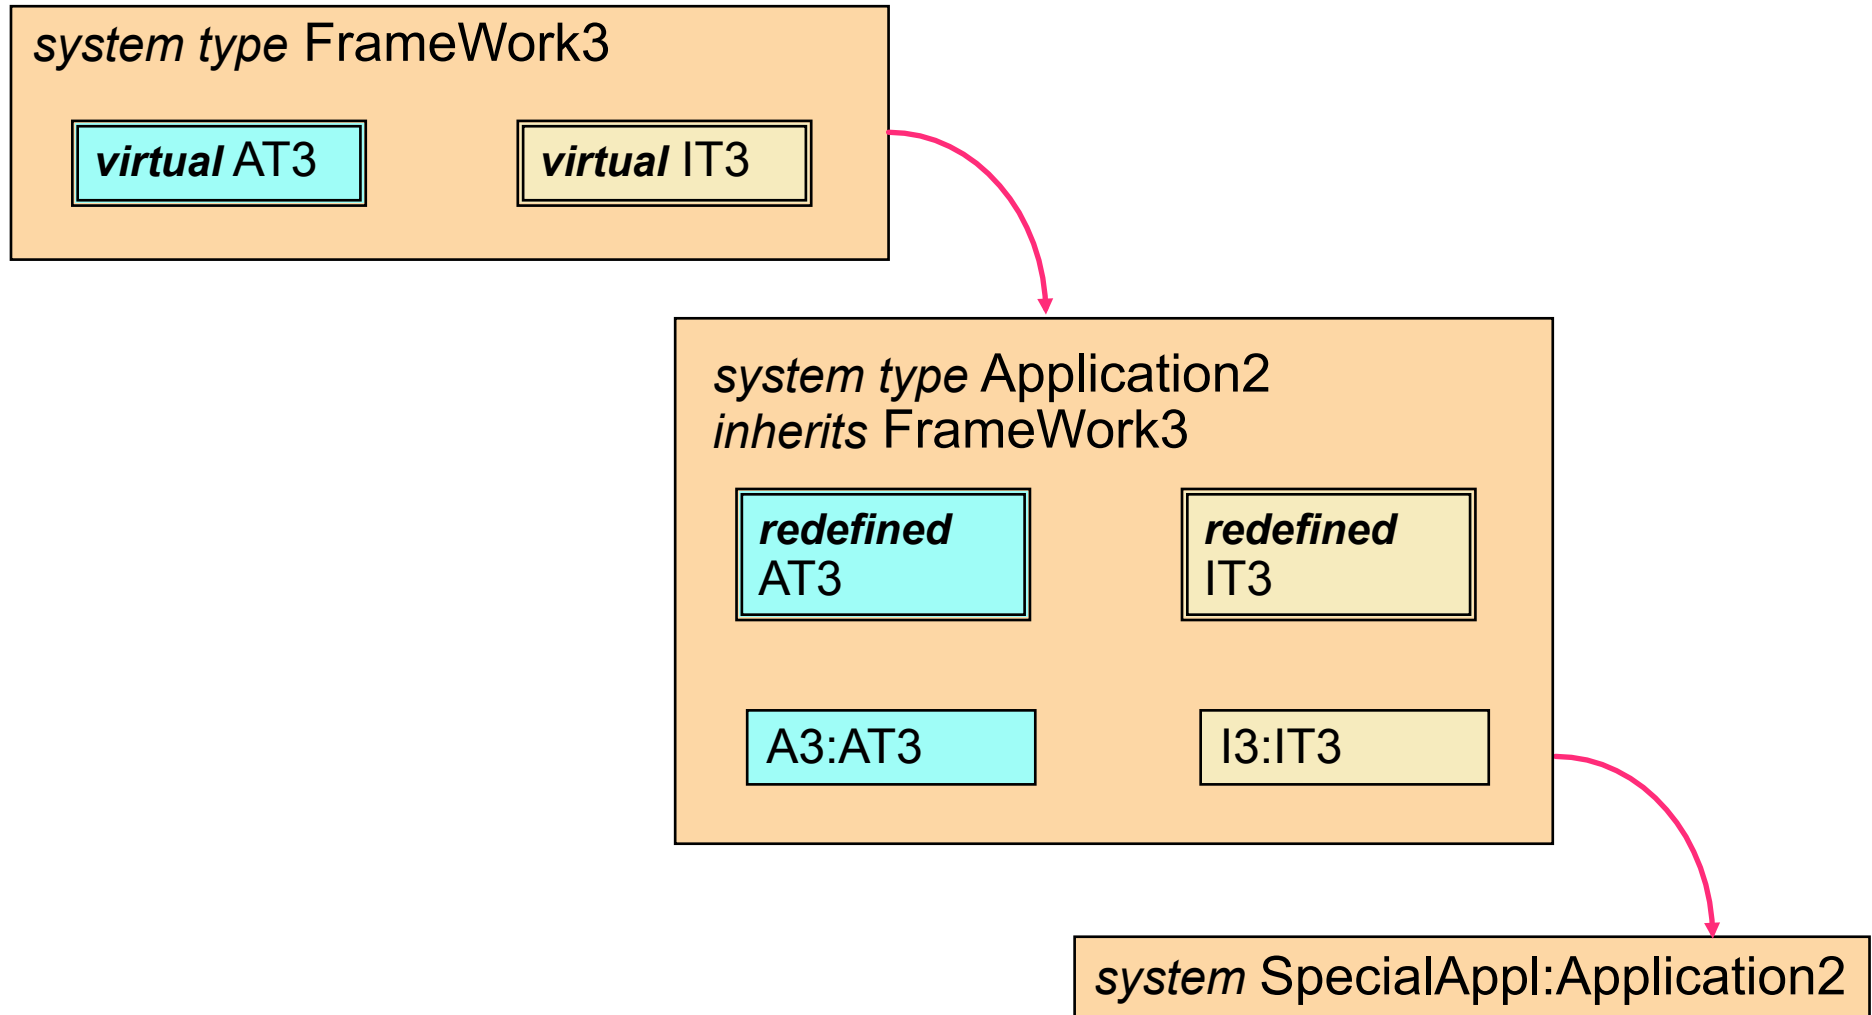 system type FrameWork3
virtual AT3
virtual IT3
system type Application2
inherits FrameWork3
redefined
AT3
redefined
IT3
A3:AT3
I3:IT3
system SpecialAppl:Application2